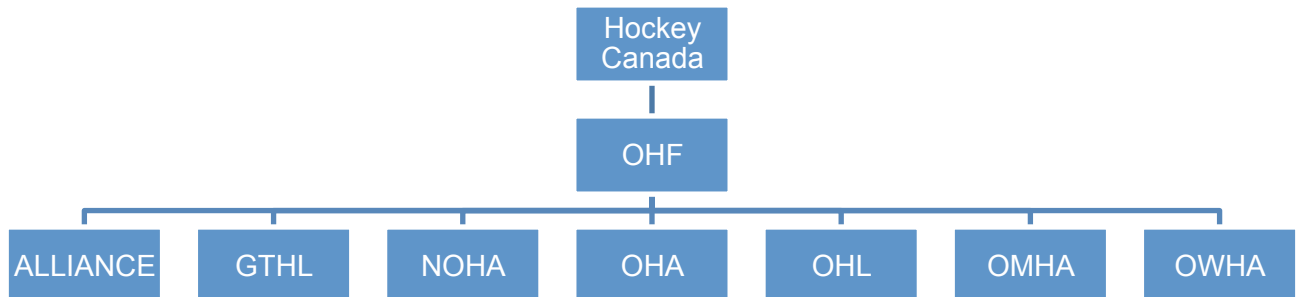 Hockey
Canada
OHF
ALLIANCE
GTHL
NOHA
OHA
OHL
OMHA
OWHA